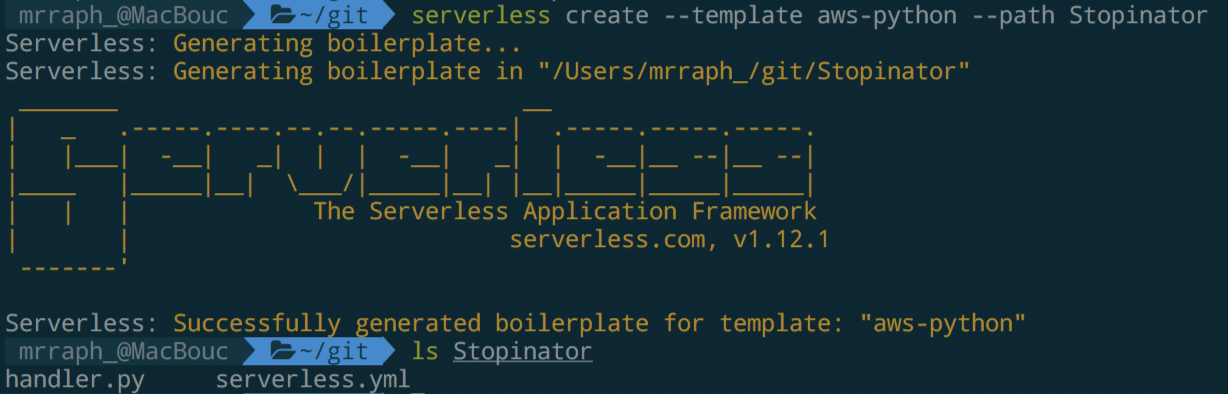 mrraph_@MacBouc ~/git serverless create --template aws-python --path Stopinator
Serverless: Generating boilerplate...
Serverless: Generating boilerplate in "/Users/mrraph_/git/Stopinator"
 _______                             __
|   _   .-----.----.--.--.-----.----|  .-----.-----.-----.
|   |___|  -__|   _|  |  |  -__|   _|  |  -__|__ --|__ --|
|____   |_____|__|  \___/|_____|__| |__|_____|_____|_____|
|   |   |             The Serverless Application Framework
|       |                           serverless.com, v1.12.1
 -------'
Serverless: Successfully generated boilerplate for template: "aws-python"
mrraph_@MacBouc ~/git ls Stopinator
handler.py     serverless.yml